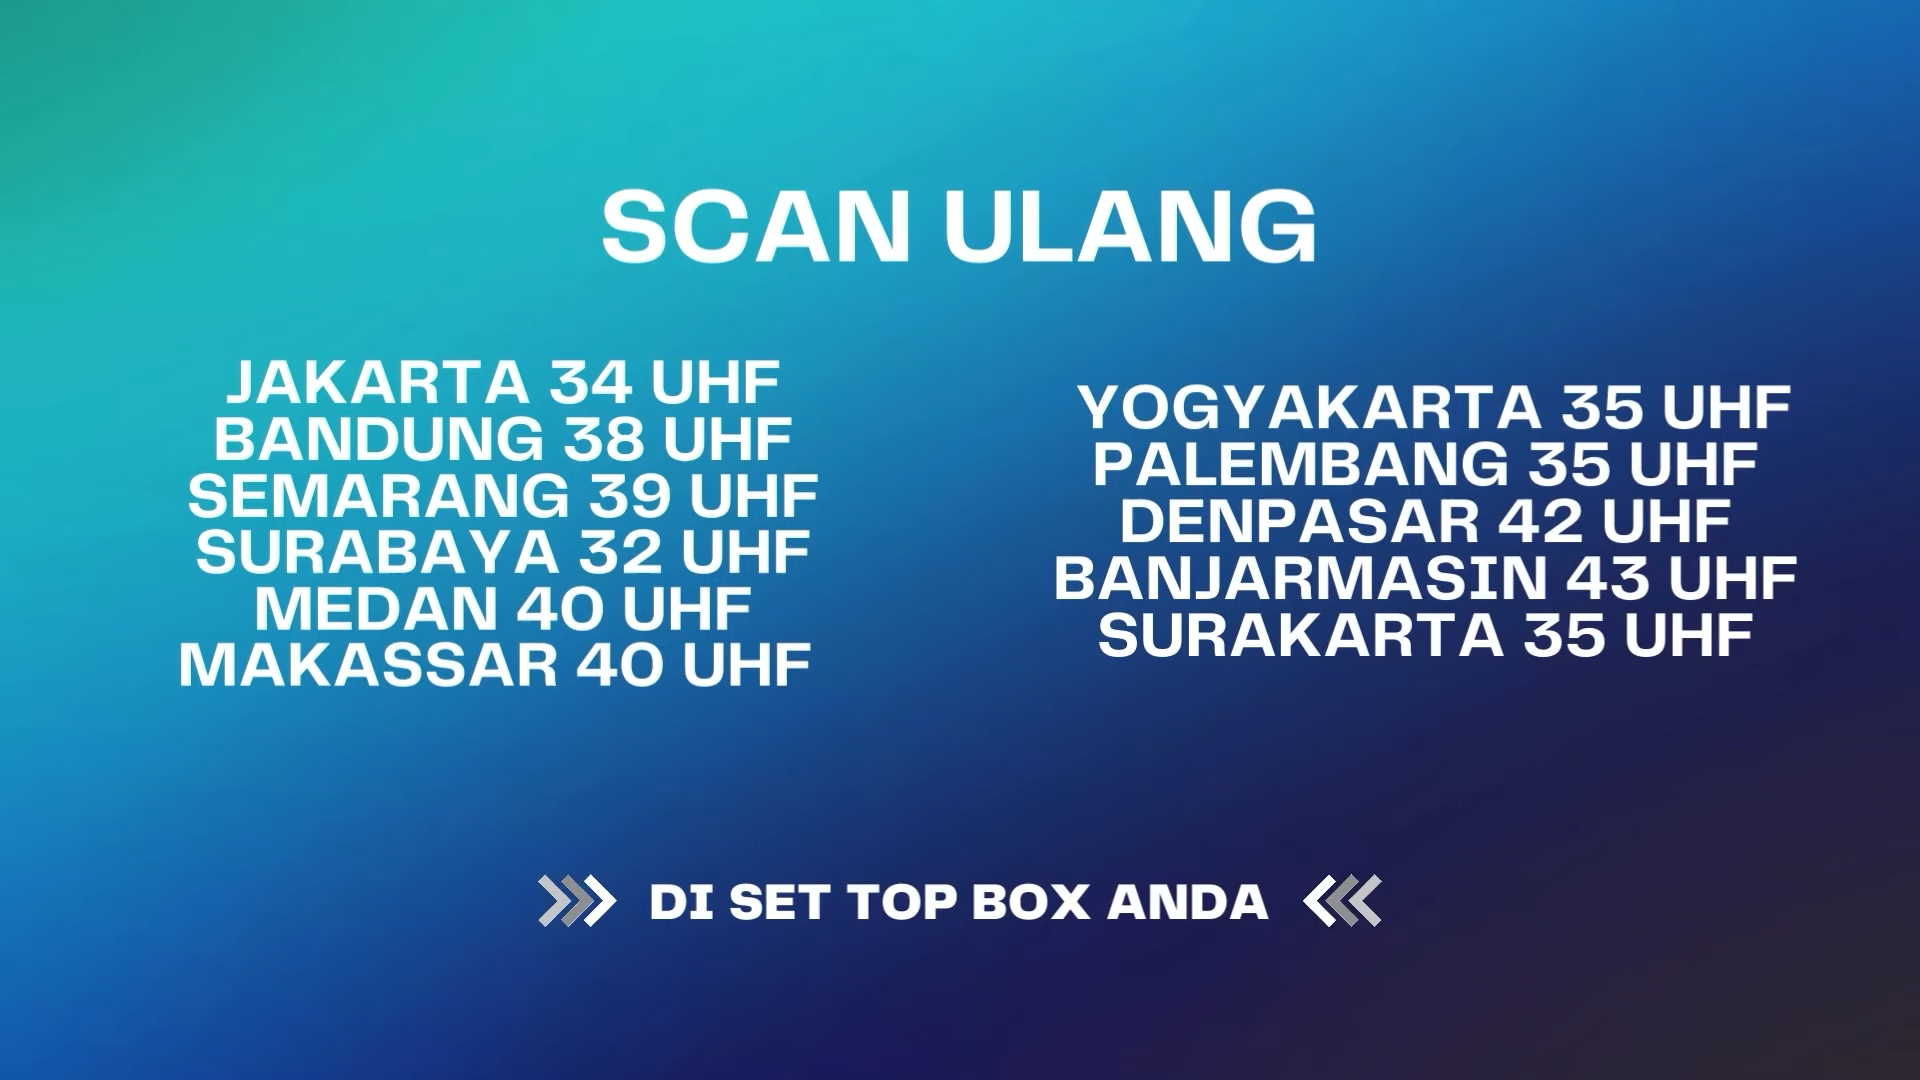 SCAN ULANG
JAKARTA 34 UHF
BANDUNG 38 UHF
SEMARANG 39 UHF
SURABAYA 32 UHF
MEDAN 40 UHF
MAKASSAR 40 UHF
YOGYAKARTA 35 UHF
PALEMBANG 35 UHF
DENPASAR 42 UHF
BANJARMASIN 43 UHF
SURAKARTA 35 UHF
DI SET TOP BOX ANDA